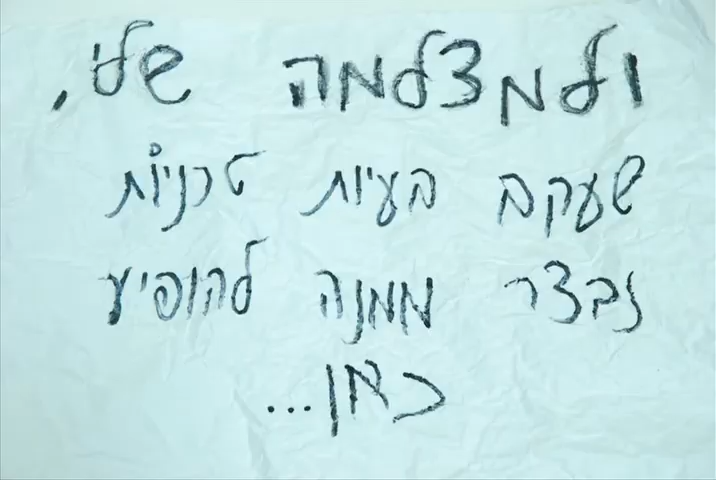 ולמצלמה שלי,
שעקב בעיות טכניות
נבצר ממנה להופיע
כאן...